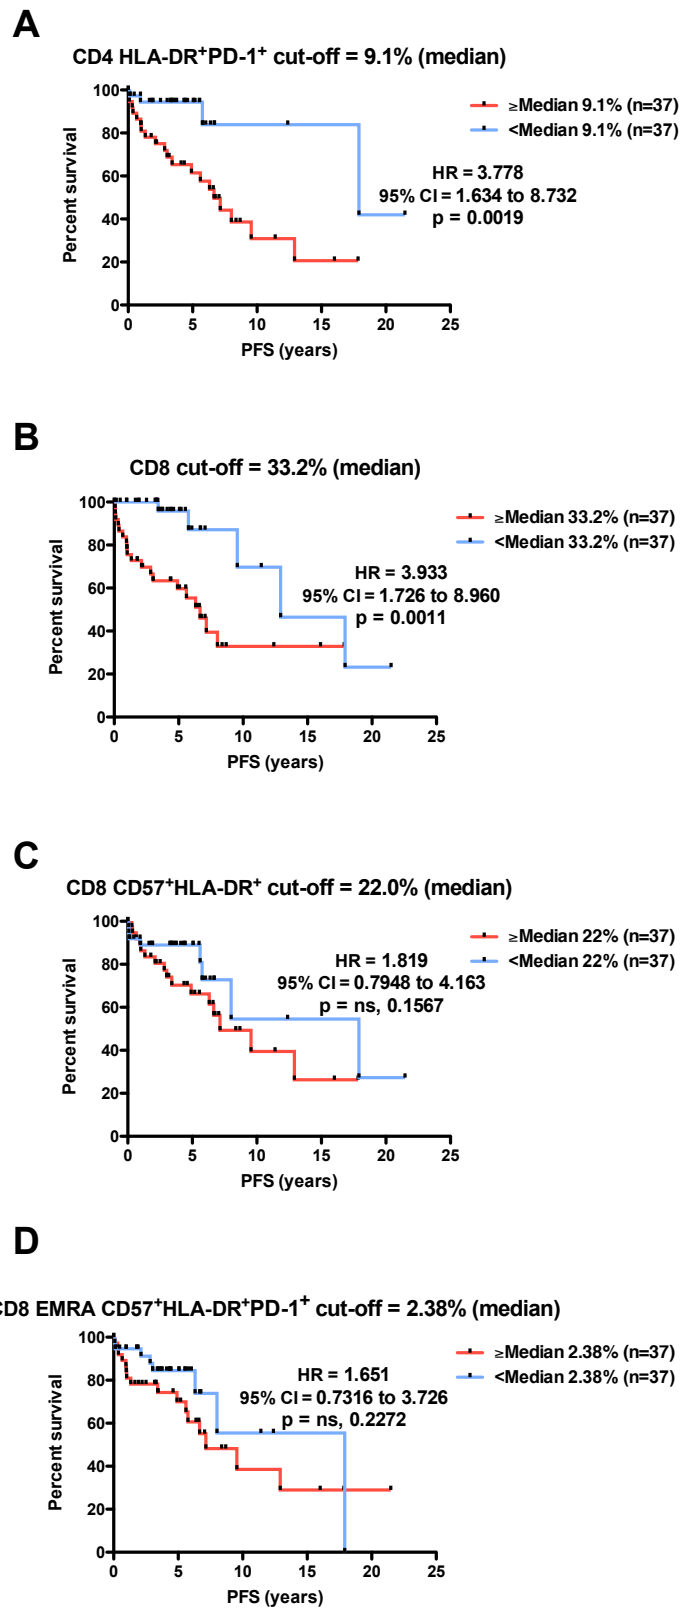 A
CD4 HLA-DR⁺PD-1⁺ cut-off = 9.1% (median)
100
80
60
40
20
0
Percent survival
0 5 10 15 20 25
PFS (years)
≥Median 9.1% (n=37)
<Median 9.1% (n=37)
HR = 3.778
95% CI = 1.634 to 8.732
p = 0.0019
B
CD8 cut-off = 33.2% (median)
100
80
60
40
20
0
Percent survival
0 5 10 15 20 25
PFS (years)
≥Median 33.2% (n=37)
<Median 33.2% (n=37)
HR = 3.933
95% CI = 1.726 to 8.960
p = 0.0011
C
CD8 CD57⁺HLA-DR⁺ cut-off = 22.0% (median)
100
80
60
40
20
0
Percent survival
0 5 10 15 20 25
PFS (years)
≥Median 22% (n=37)
<Median 22% (n=37)
HR = 1.819
95% CI = 0.7948 to 4.163
p = ns, 0.1567
D
CD8 EMRA CD57⁺HLA-DR⁺PD-1⁺ cut-off = 2.38% (median)
100
80
60
40
20
0
Percent survival
0 5 10 15 20 25
PFS (years)
≥Median 2.38% (n=37)
<Median 2.38% (n=37)
HR = 1.651
95% CI = 0.7316 to 3.726
p = ns, 0.2272